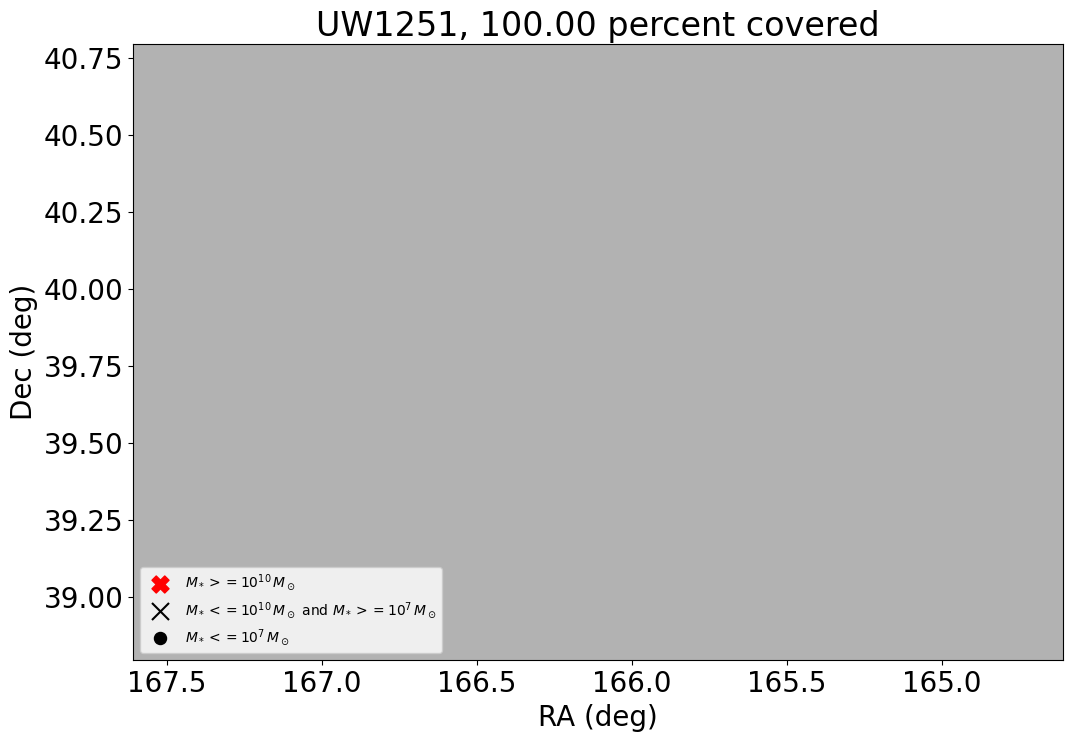 UW1251, 100.00 percent covered
40.75
40.50
40.25
40.00
39.75
39.50
39.25
39.00
Dec (deg)
M* >= 10^10 M⊙
M* <= 10^10 M⊙ and M* >= 10^7 M⊙
M* <= 10^7 M⊙
167.5 167.0 166.5 166.0 165.5 165.0
RA (deg)